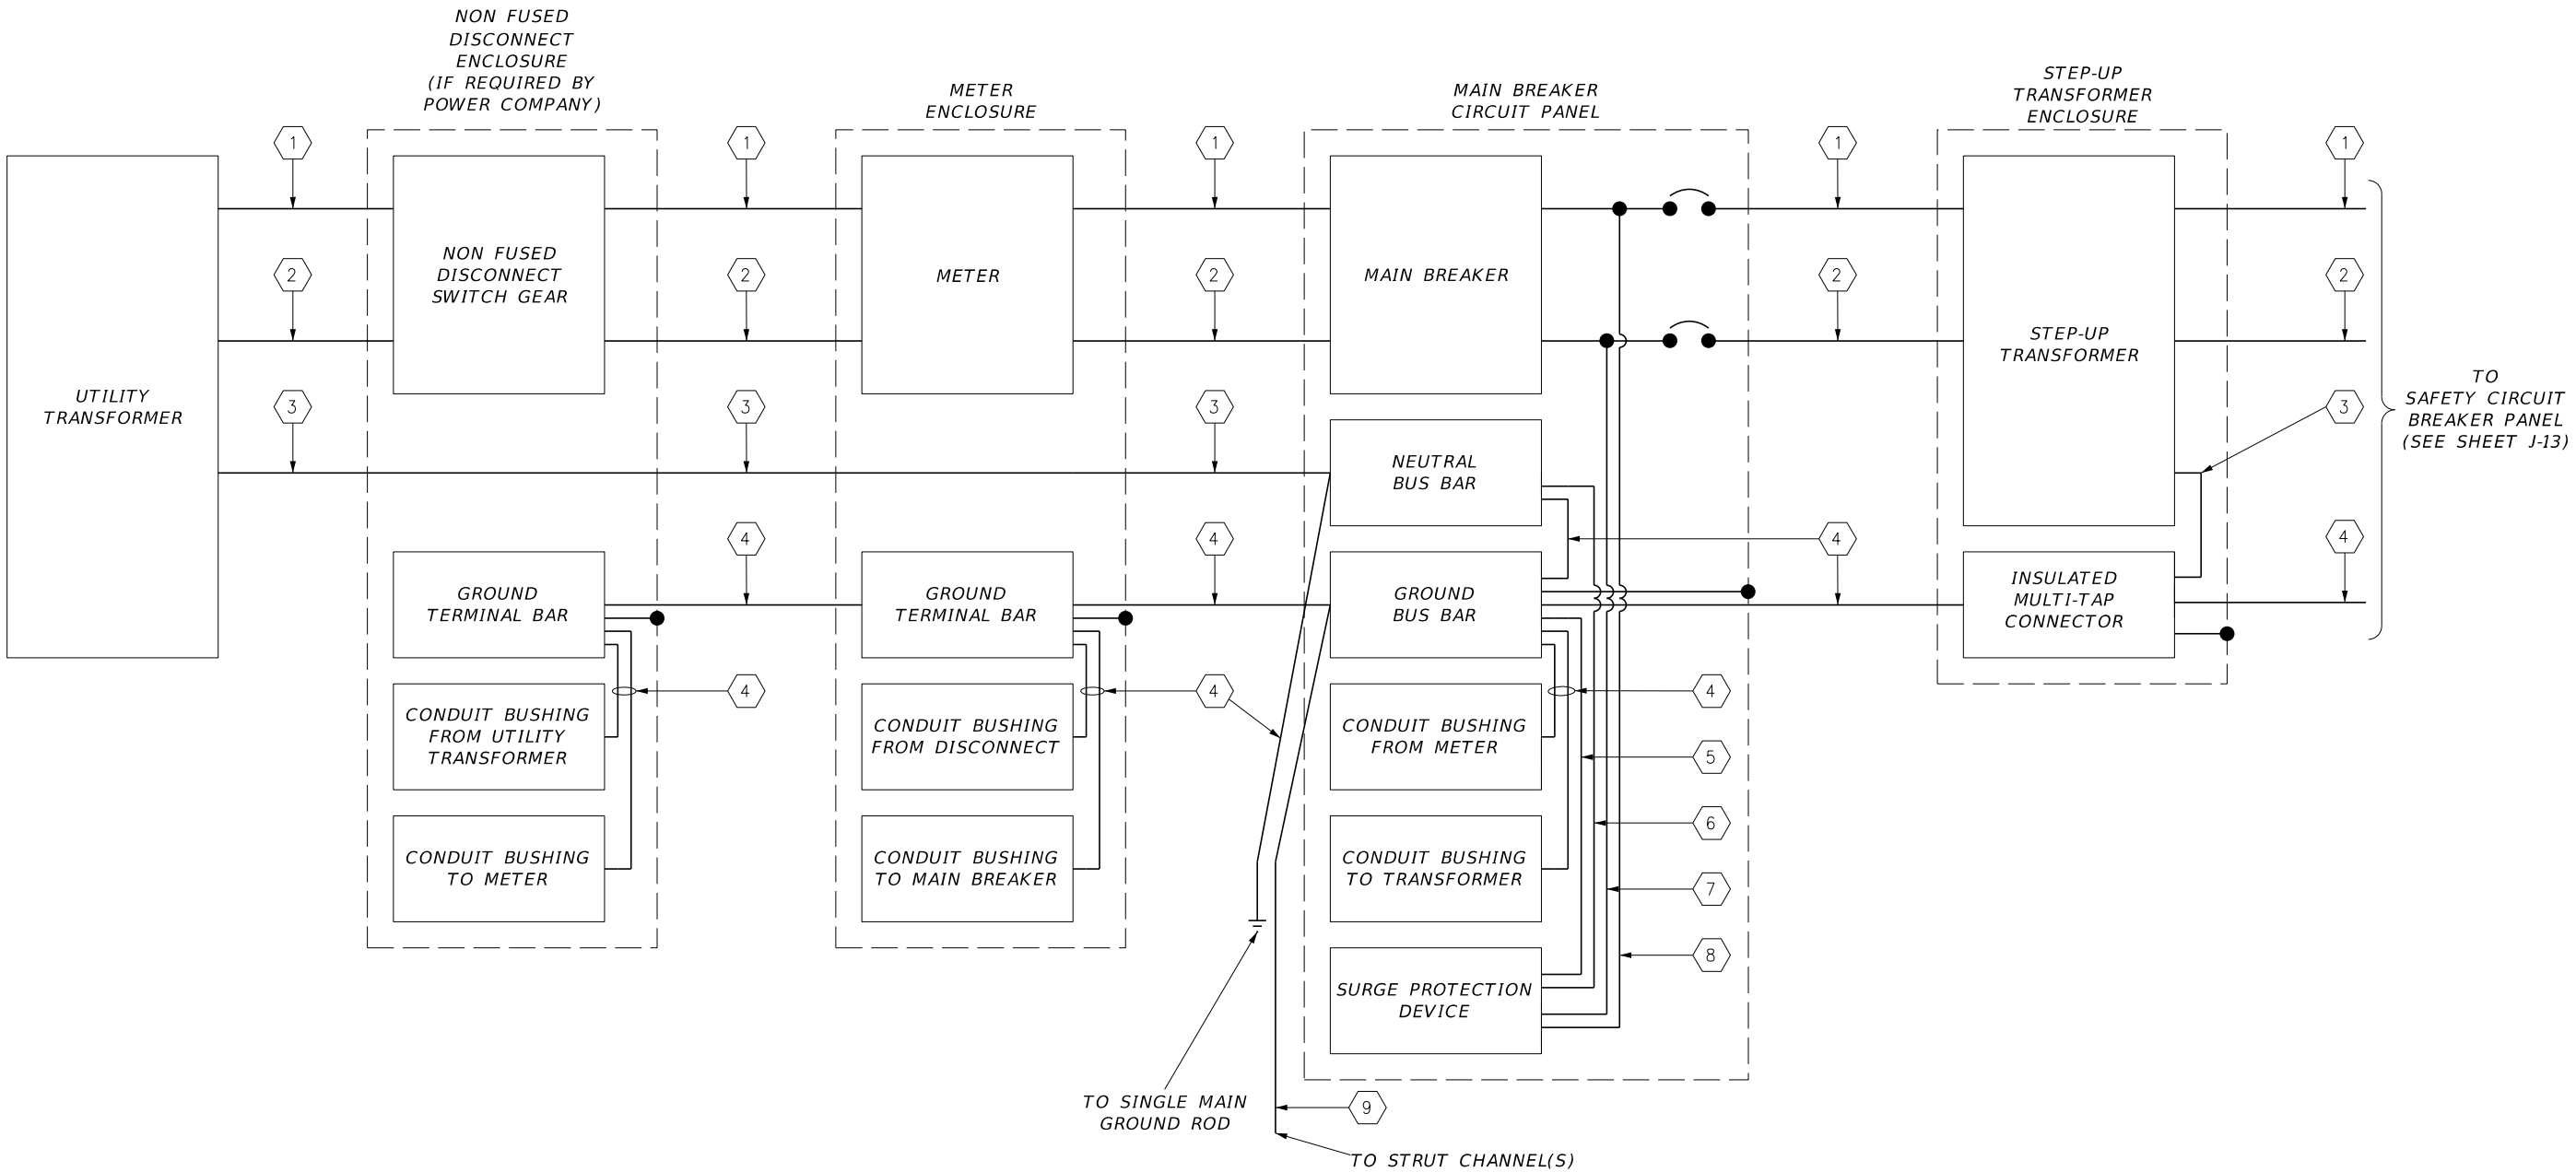 NON FUSED
DISCONNECT
ENCLOSURE
(IF REQUIRED BY
POWER COMPANY)
METER
ENCLOSURE
MAIN BREAKER
CIRCUIT PANEL
STEP-UP
TRANSFORMER
ENCLOSURE
1
1
1
1
1
2
2
2
2
2
3
3
3
3
4
4
4
4
UTILITY
TRANSFORMER
NON FUSED
DISCONNECT
SWITCH GEAR
METER
MAIN BREAKER
STEP-UP
TRANSFORMER
TO
SAFETY CIRCUIT
BREAKER PANEL
(SEE SHEET J-13)
NEUTRAL
BUS BAR
GROUND
TERMINAL BAR
GROUND
TERMINAL BAR
GROUND
BUS BAR
INSULATED
MULTI-TAP
CONNECTOR
4
4
4
CONDUIT BUSHING
FROM UTILITY
TRANSFORMER
CONDUIT BUSHING
FROM DISCONNECT
CONDUIT BUSHING
FROM METER
5
6
CONDUIT BUSHING
TO METER
CONDUIT BUSHING
TO MAIN BREAKER
CONDUIT BUSHING
TO TRANSFORMER
7
8
SURGE PROTECTION
DEVICE
TO SINGLE MAIN
GROUND ROD
9
TO STRUT CHANNEL(S)